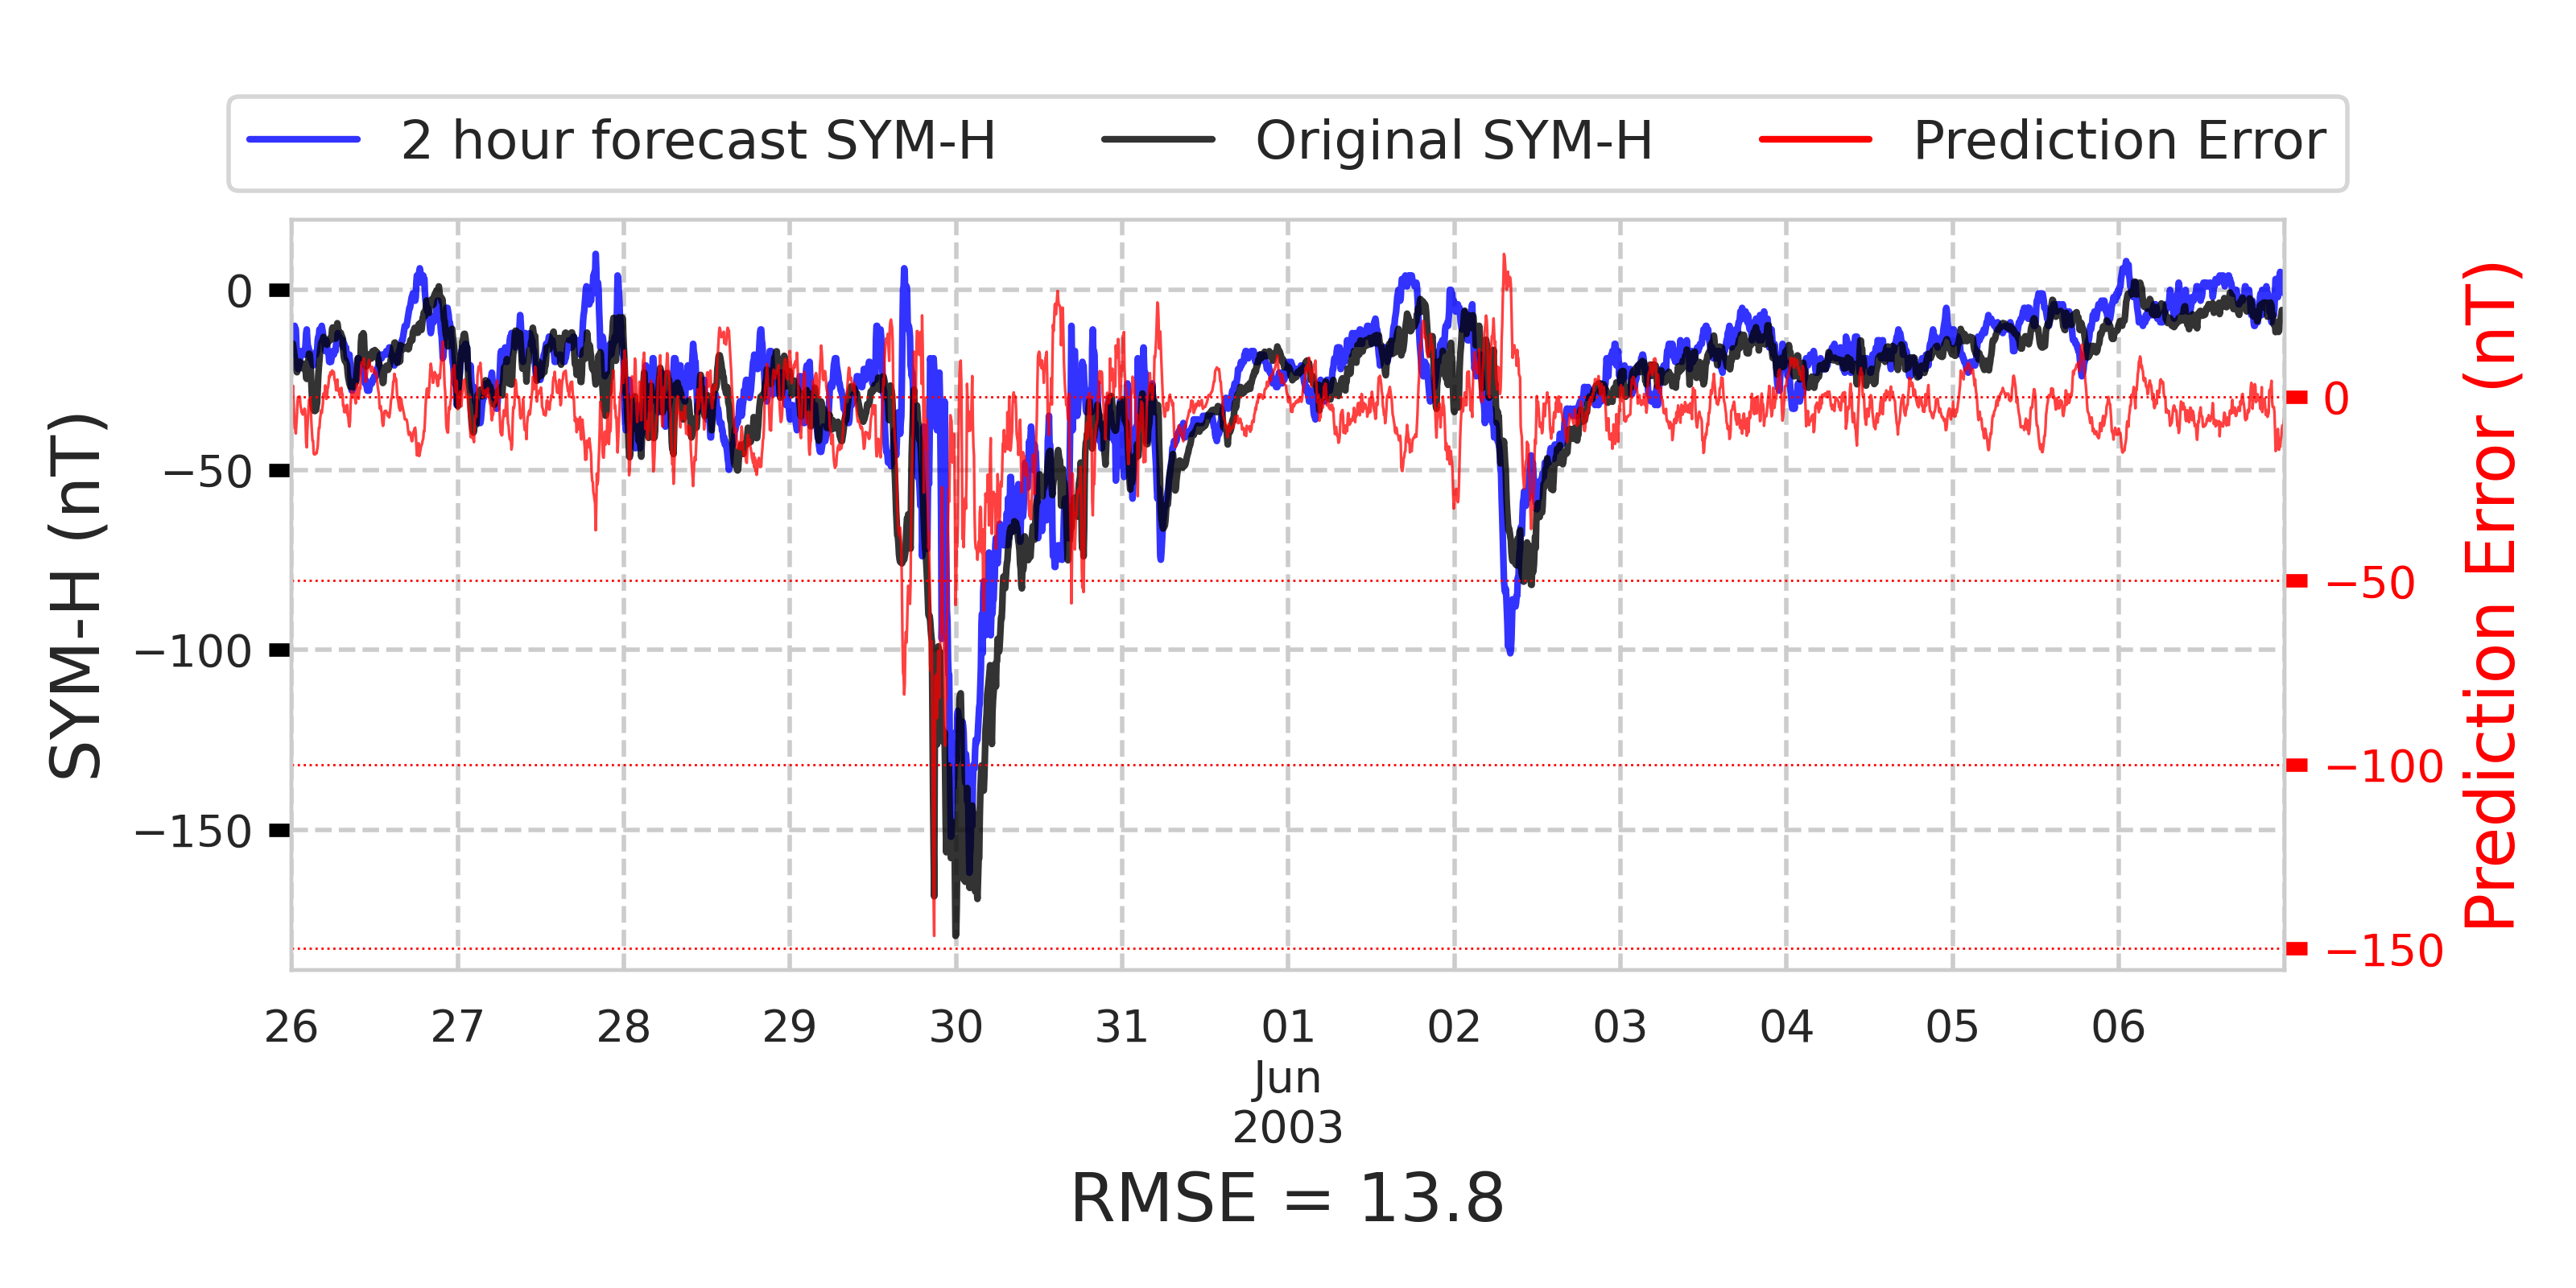 2 hour forecast SYM-H Original SYM-H Prediction Error
SYM-H (nT)
0
−50
−100
−150
0
−50
−100
−150
Prediction Error (nT)
26 27 28 29 30 31 01 02 03 04 05 06
Jun
2003
RMSE = 13.8